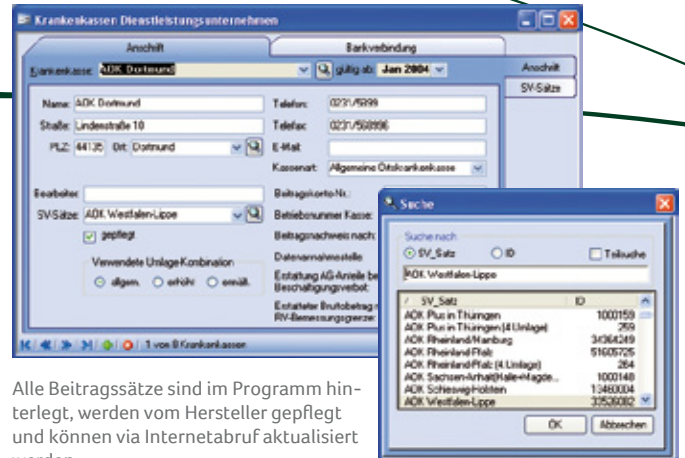 Krankenkassen Dienstleistungsunternehmen
Anschrift
Bankverbindung
Krankenkasse: AOK Dortmund
gültig ab: Jan 2004
Anschrift
SV-Sätze
Name: AOK Dortmund
Straße: Lindenstraße 10
PLZ: 44135 Ort: Dortmund
Telefon:
Telefax:
E-Mail:
Kassenart: Allgemeine Ortskrankenkasse
Bearbeiter:
SV-Sätze: AOK Westfalen-Lippe
gepflegt
Verwendete Umlage-Kombination
allgem. erhöhr. ermäß.
Beitragskonto Nr.:
Betriebsnummer Kasse:
Beitragsnachweis nach:
Datenannahmestelle
Erstattung AG-Anteile be
Beschäftigungsverbot:
Erstatteter Bruttobetrag
RV-Bemessungsgrenze:
1 von 8 Krankenkassen
Suche
Suche nach
SV_Satz ID Teilsuche
AOK Westfalen-Lippe
SV_Satz ID
AOK Plus in Thüringen 1000159
AOK Plus in Thüringen (4 Umlage) 259
AOK Rheinland/Hamburg 34364249
AOK Rheinland-Pfalz 51605725
AOK Rheinland-Pfalz (4 Umlage) 264
AOK Sachsen-Anhalt(Halle+Magde... 1000148
AOK Schleswig-Holstein 13460004
AOK Westfalen-Lippe
OK Abbrechen
Alle Beitragssätze sind im Programm hin-
terlegt, werden vom Hersteller gepflegt
und können via Internetabruf aktualisiert